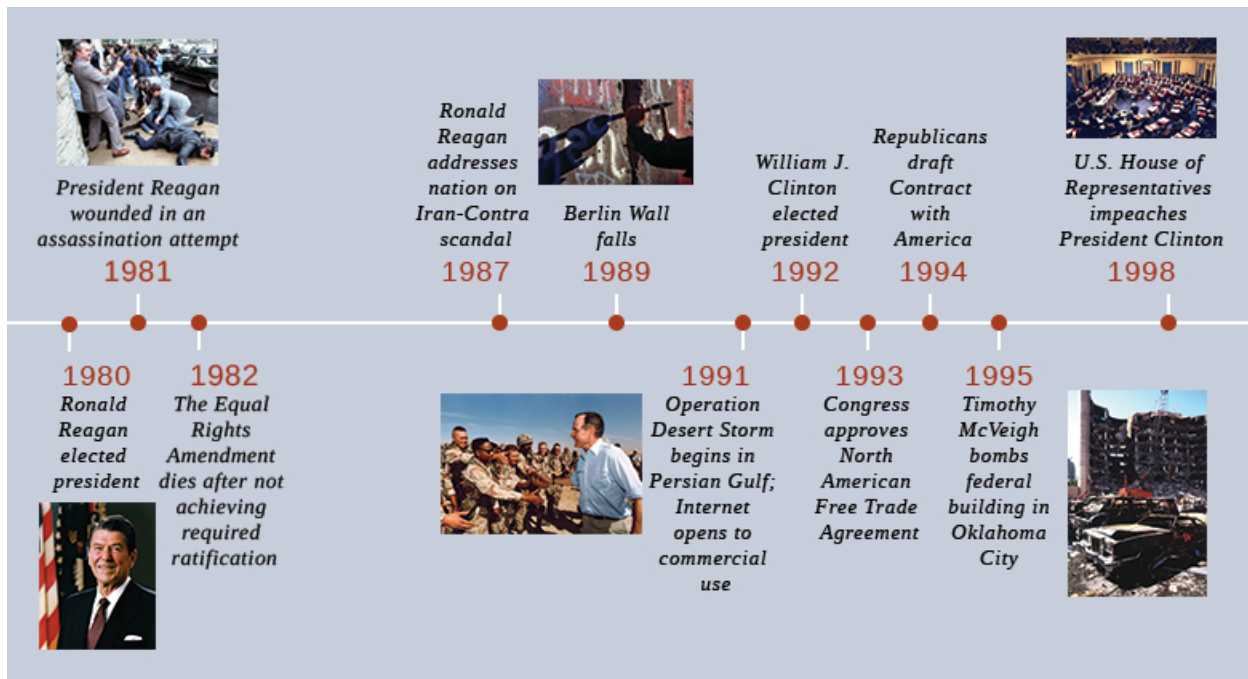 President Reagan
wounded in an
assassination attempt
1981
Ronald
Reagan
addresses
nation on
Iran-Contra
scandal
1987
Berlin Wall
falls
1989
William J.
Clinton
elected
president
1992
Republicans
draft
Contract
with
America
1994
U.S. House of
Representatives
impeaches
President Clinton
1998
1980
Ronald
Reagan
elected
president
1982
The Equal
Rights
Amendment
dies after not
achieving
required
ratification
1991
Operation
Desert Storm
begins in
Persian Gulf;
Internet
opens to
commercial
use
1993
Congress
approves
North
American
Free Trade
Agreement
1995
Timothy
McVeigh
bombs
federal
building in
Oklahoma
City